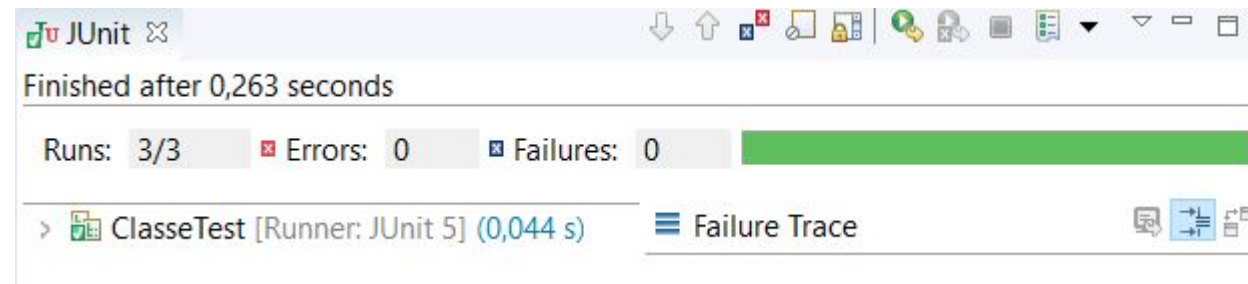 JUnit
Finished after 0,263 seconds
Runs: 3/3 Errors: 0 Failures: 0
ClasseTest [Runner: JUnit 5] (0,044 s) Failure Trace